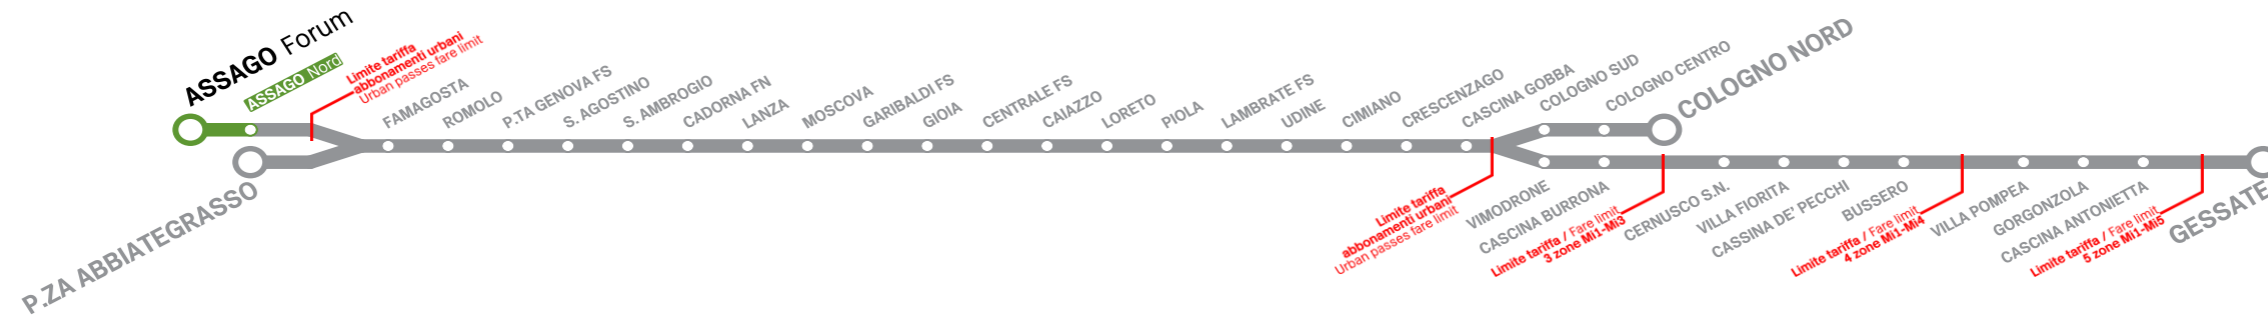 ASSAGO Forum
ASSAGO Nord
Limite tariffa
abbonamenti urbani
Urban passes fare limit
P.ZA ABBIATEGRASSO
FAMAGOSTA
ROMOLO
P.TA GENOVA FS
S. AGOSTINO
S. AMBROGIO
CADORNA FN
LANZA
MOSCOVA
GARIBALDI FS
GIOIA
CENTRALE FS
CAIAZZO
LORETO
PIOLA
LAMBRATE FS
UDINE
CIMIANO
CRESCENZAGO
CASCINA GOBBA
COLOGNO SUD
COLOGNO CENTRO
COLOGNO NORD
Limite tariffa
abbonamenti urbani
Urban passes fare limit
VIMODRONE
CASCINA BURRONA
Limite tariffa / Fare limit
3 zone Mi1-Mi3
CERNUSCO S.N.
VILLA FIORITA
CASSINA DE' PECCHI
BUSSERO
Limite tariffa / Fare limit
4 zone Mi1-Mi4
VILLA POMPEA
GORGONZOLA
CASCINA ANTONIETTA
Limite tariffa / Fare limit
5 zone Mi1-Mi5
GESSATE